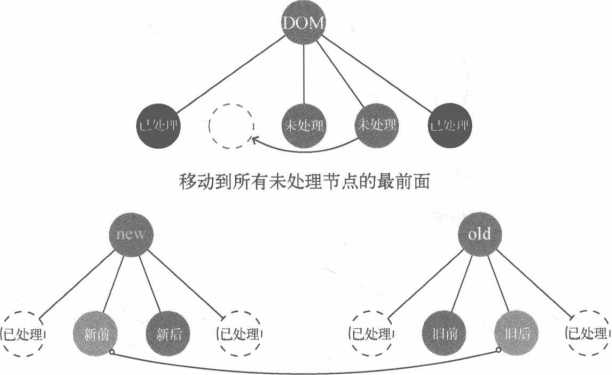 DOM
已处理 未处理 未处理 已处理
移动到所有未处理节点的最前面
new old
(已处理) 新前 新后 (已处理) (已处理) 旧前 旧后 (已处理)